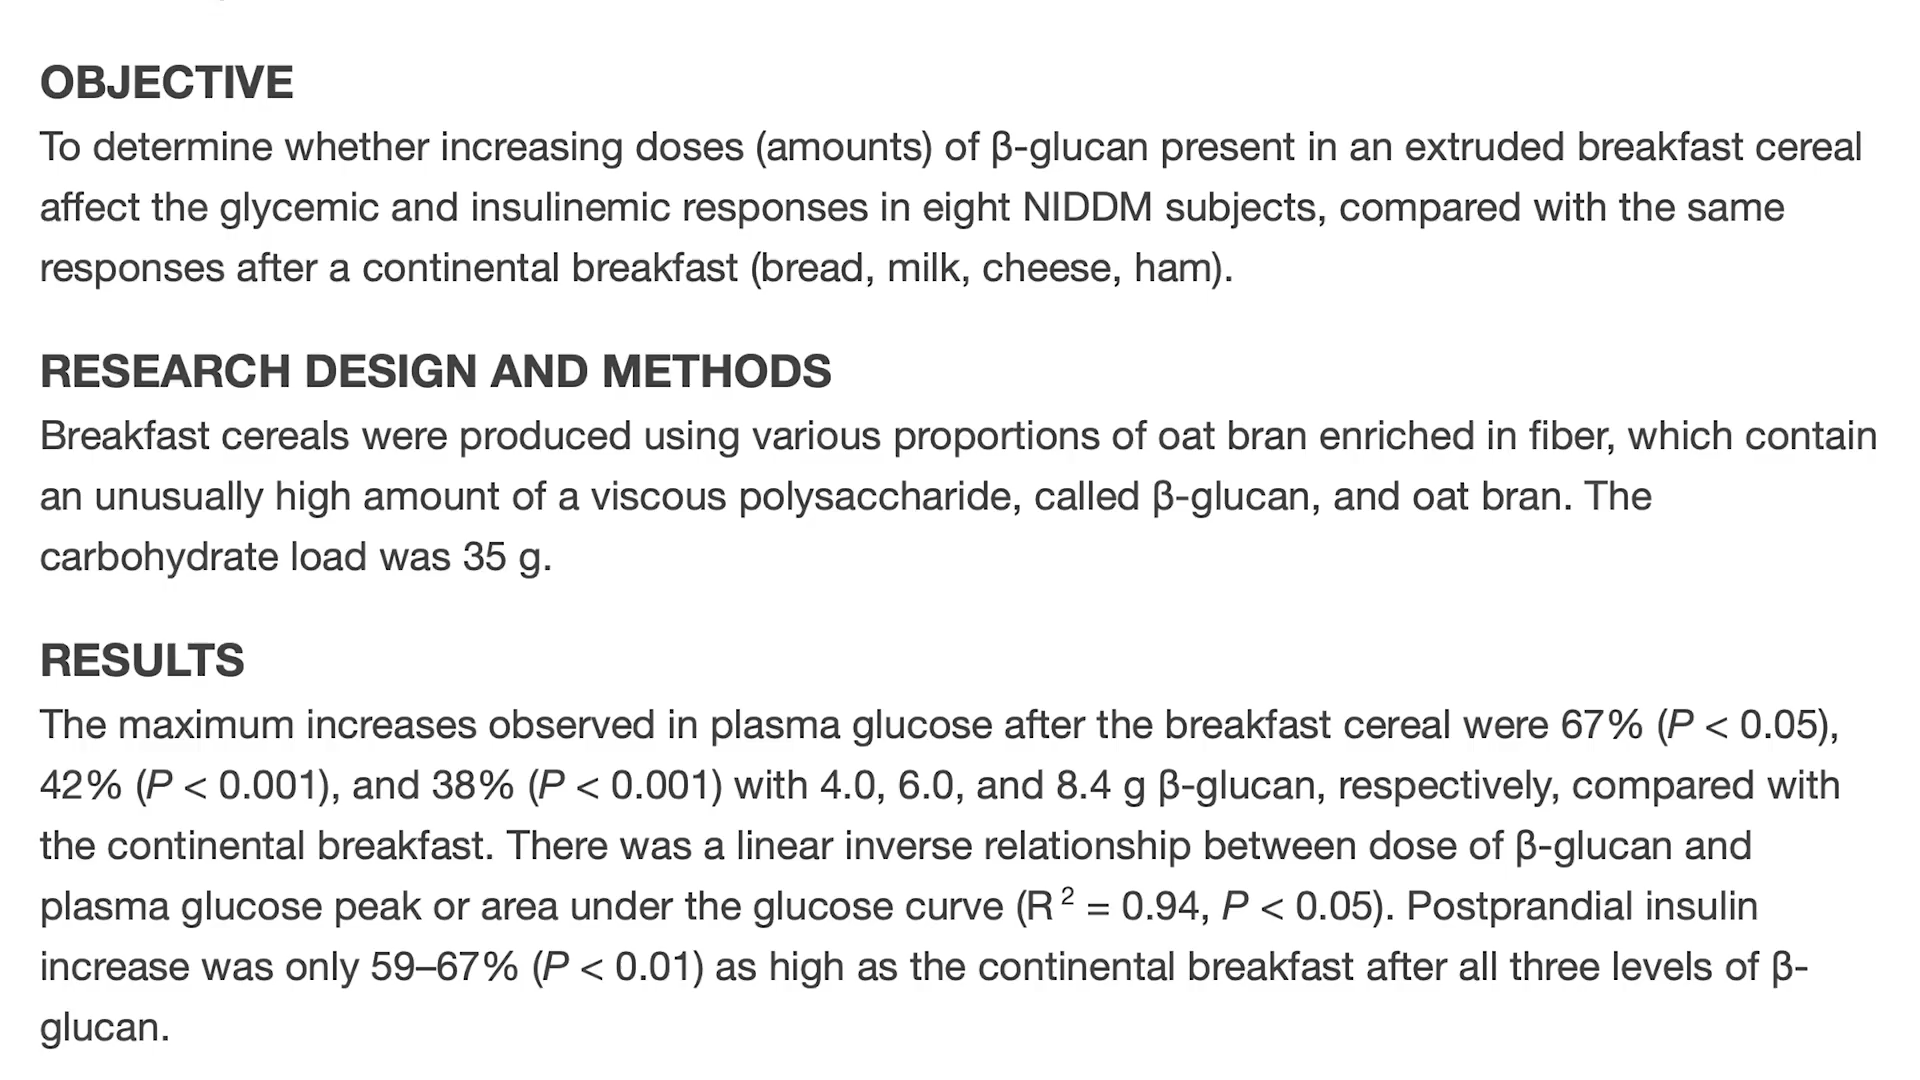 OBJECTIVE
To determine whether increasing doses (amounts) of β-glucan present in an extruded breakfast cereal
affect the glycemic and insulinemic responses in eight NIDDM subjects, compared with the same
responses after a continental breakfast (bread, milk, cheese, ham).
RESEARCH DESIGN AND METHODS
Breakfast cereals were produced using various proportions of oat bran enriched in fiber, which contain
an unusually high amount of a viscous polysaccharide, called β-glucan, and oat bran. The
carbohydrate load was 35 g.
RESULTS
The maximum increases observed in plasma glucose after the breakfast cereal were 67% (P < 0.05),
42% (P < 0.001), and 38% (P < 0.001) with 4.0, 6.0, and 8.4 g β-glucan, respectively, compared with
the continental breakfast. There was a linear inverse relationship between dose of β-glucan and
plasma glucose peak or area under the glucose curve (R² = 0.94, P < 0.05). Postprandial insulin
increase was only 59–67% (P < 0.01) as high as the continental breakfast after all three levels of β-
glucan.